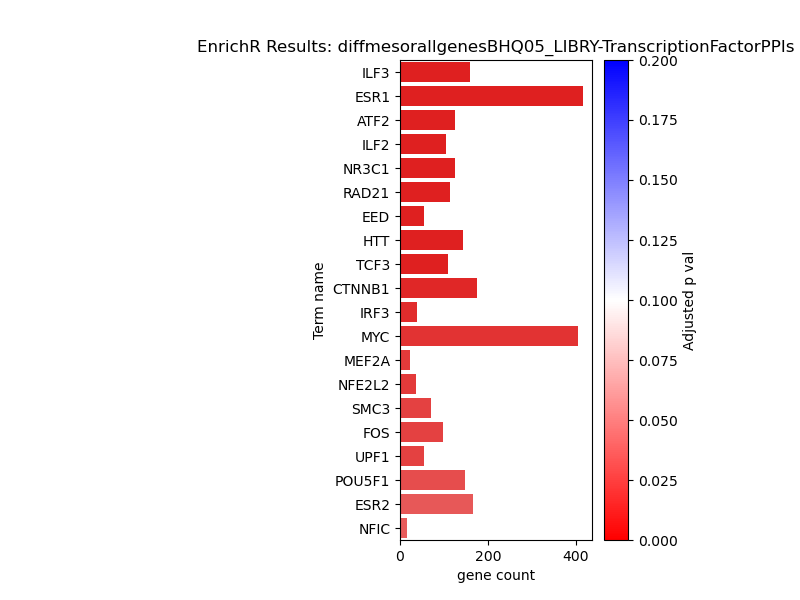 EnrichR Results: diffmesorallgenesBHQ05_LIBRY-TranscriptionFactorPPIs
Term name
ILF3
ESR1
ATF2
ILF2
NR3C1
RAD21
EED
HTT
TCF3
CTNNB1
IRF3
MYC
MEF2A
NFE2L2
SMC3
FOS
UPF1
POU5F1
ESR2
NFIC
0 200 400
gene count
0.200
0.175
0.150
0.125
0.100
0.075
0.050
0.025
0.000
Adjusted p val